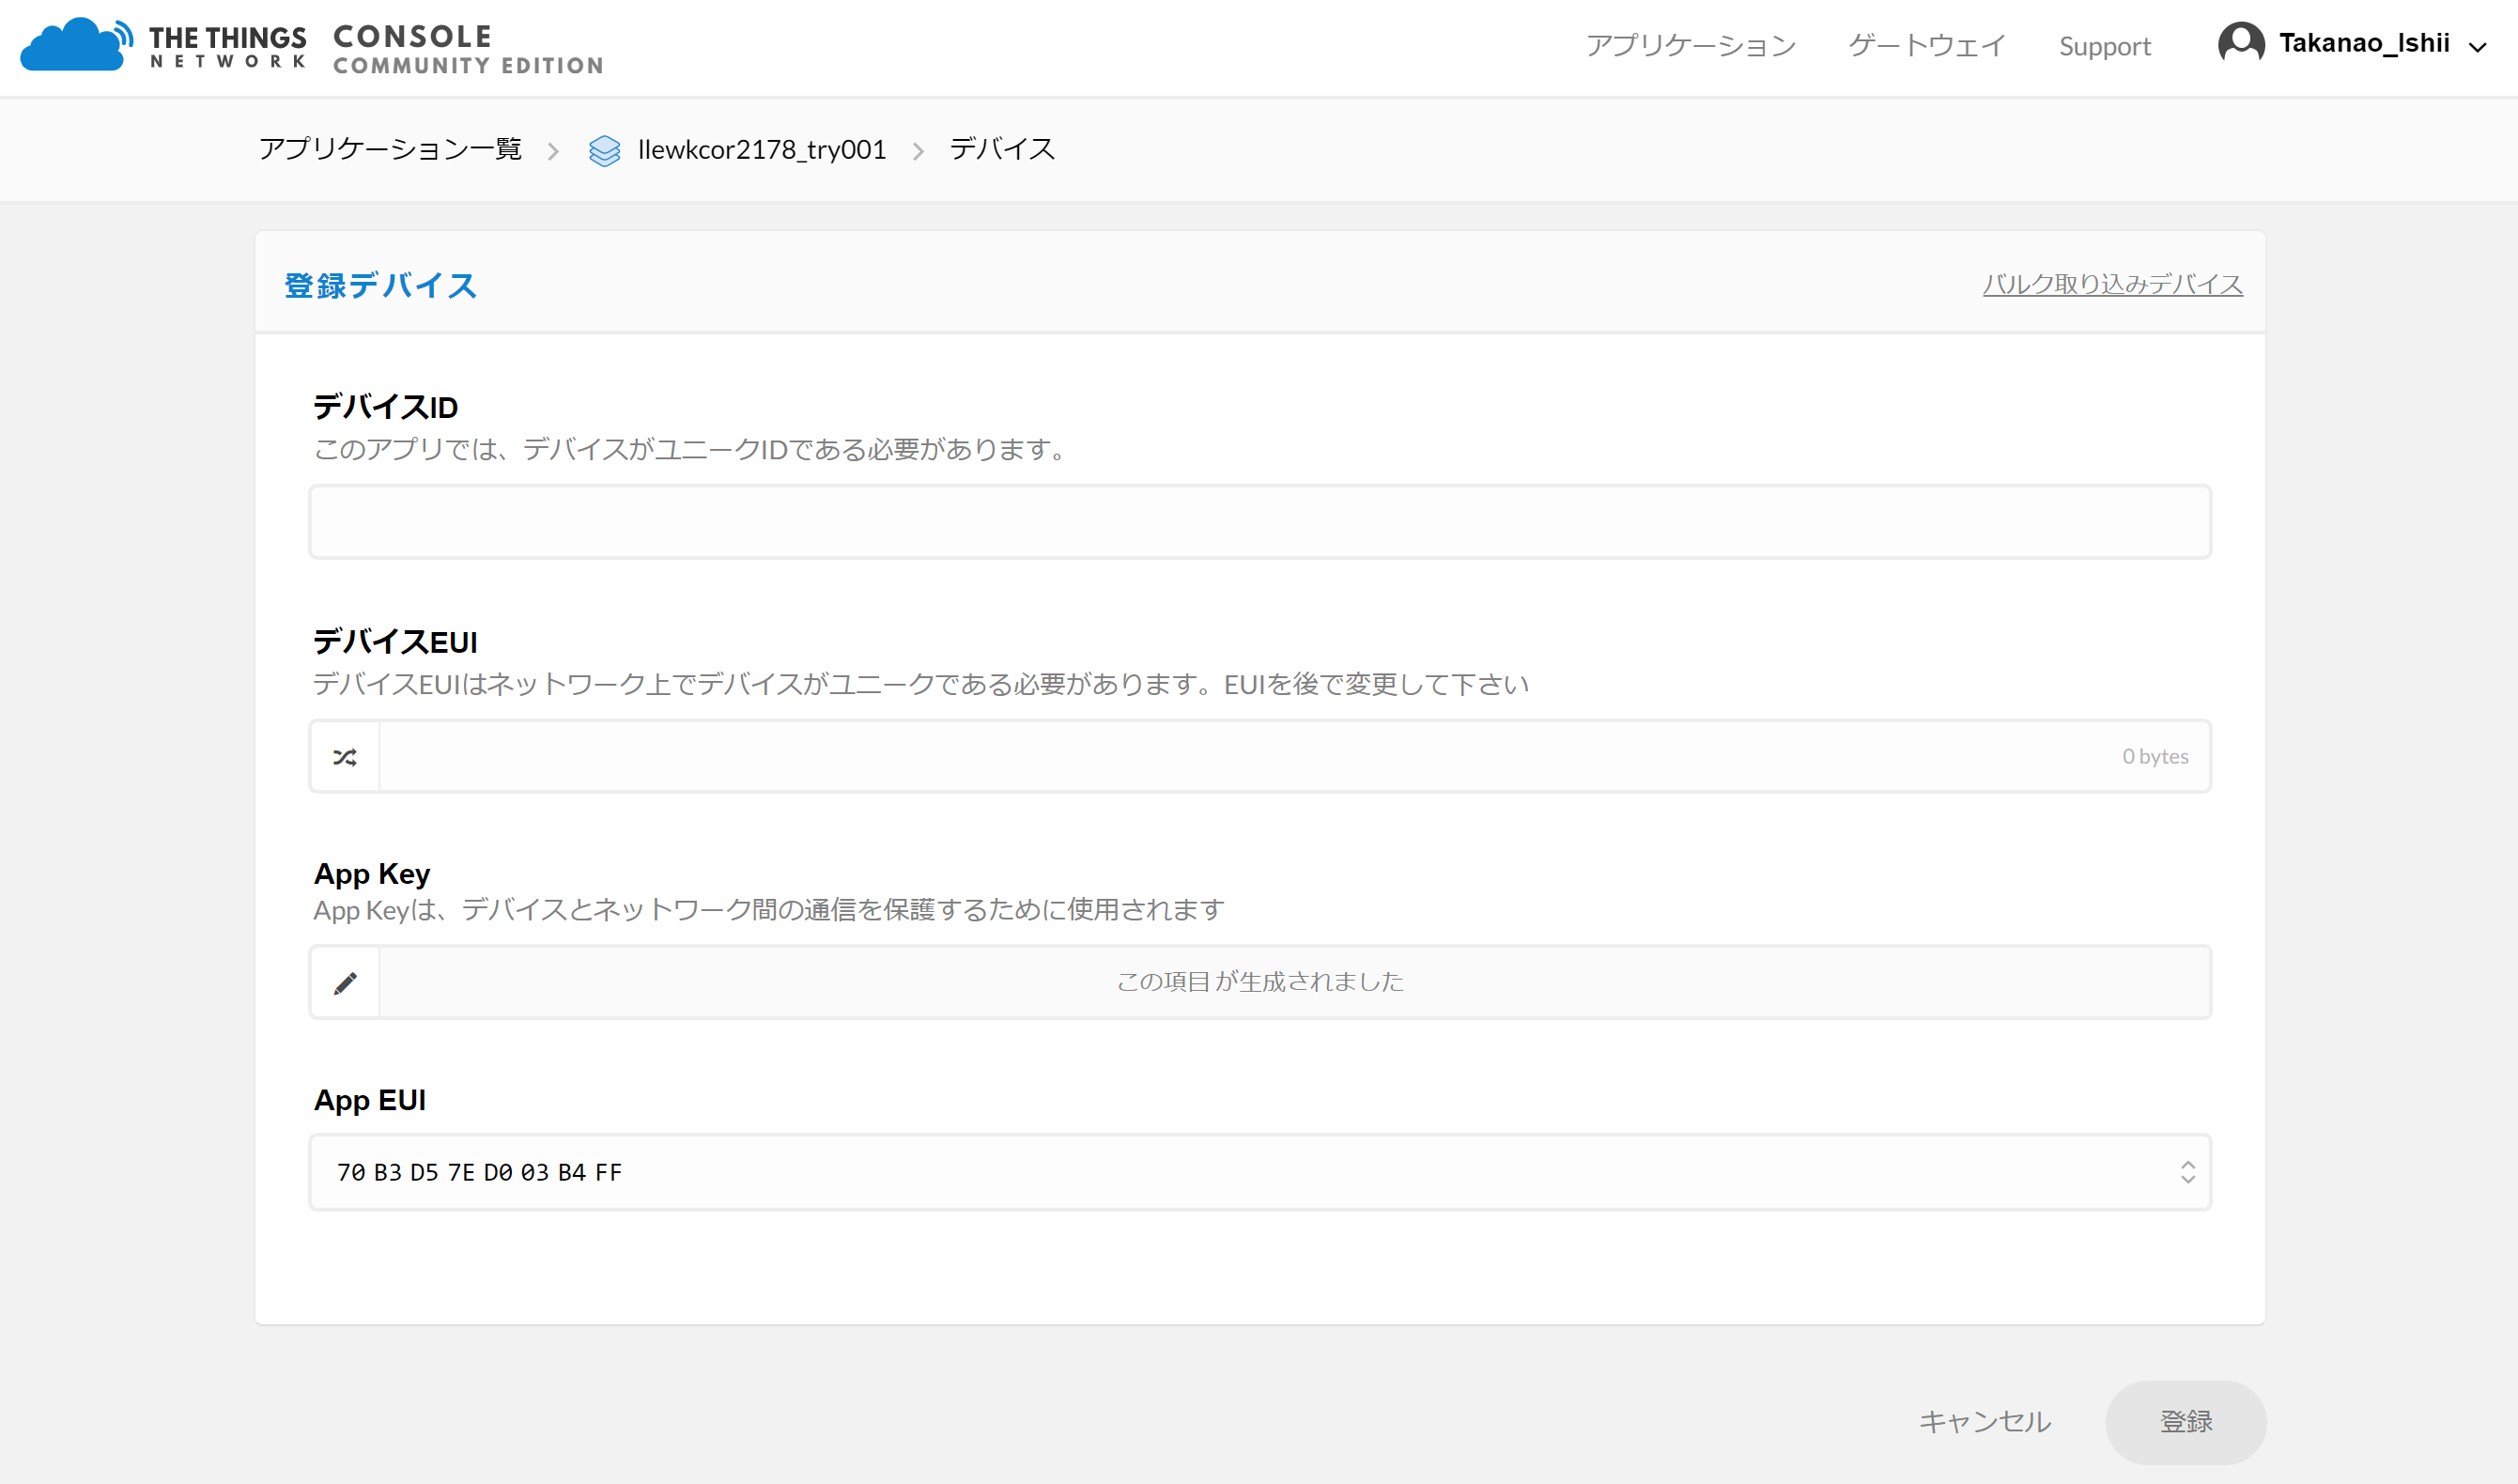 THE THINGS
NETWORK
CONSOLE
COMMUNITY EDITION
アプリケーション
ゲートウェイ
Support
Takanao_Ishii
アプリケーション一覧
llewkcor2178_try001
デバイス
登録デバイス
バルク取り込みデバイス
デバイスID
このアプリでは、デバイスがユニークIDである必要があります。
デバイスEUI
デバイスEUIはネットワーク上でデバイスがユニークである必要があります。EUIを後で変更して下さい
0 bytes
App Key
App Keyは、デバイスとネットワーク間の通信を保護するために使用されます
この項目 が生成されました
App EUI
70 B3 D5 7E D0 03 B4 FF
キャンセル
登録